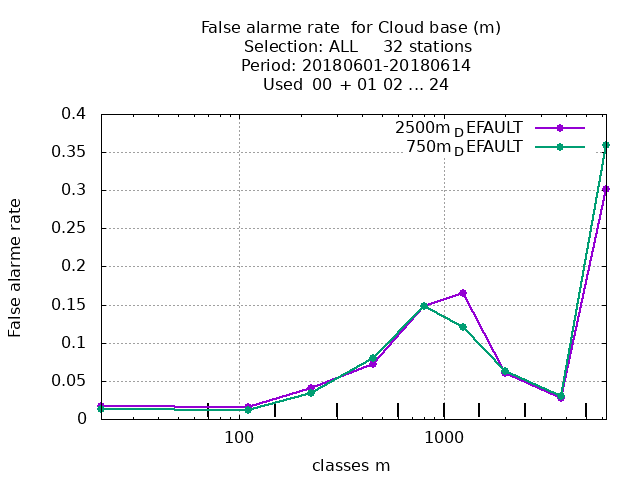 False alarme rate  for Cloud base (m)
Selection: ALL     32 stations
Period: 20180601-20180614
Used  00 + 01 02 ... 24
2500m_DEFAULT
750m_DEFAULT
0.4
0.35
0.3
0.25
0.2
0.15
0.1
0.05
0
False alarme rate
100
1000
classes m